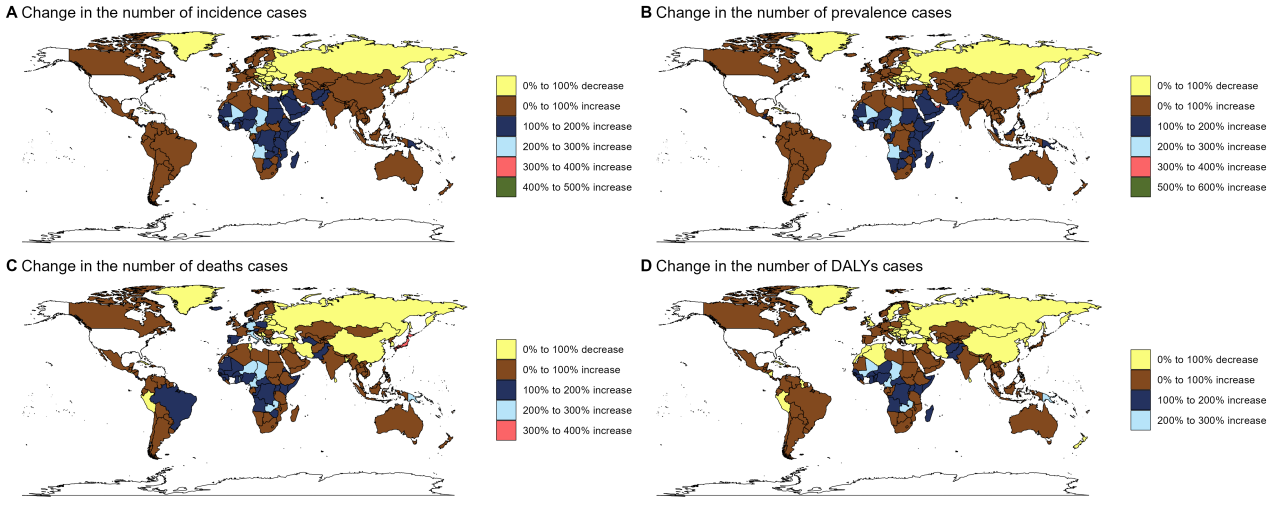 A Change in the number of incidence cases
0% to 100% decrease
0% to 100% increase
100% to 200% increase
200% to 300% increase
300% to 400% increase
400% to 500% increase
B Change in the number of prevalence cases
0% to 100% decrease
0% to 100% increase
100% to 200% increase
200% to 300% increase
300% to 400% increase
500% to 600% increase
C Change in the number of deaths cases
0% to 100% decrease
0% to 100% increase
100% to 200% increase
200% to 300% increase
300% to 400% increase
D Change in the number of DALYs cases
0% to 100% decrease
0% to 100% increase
100% to 200% increase
200% to 300% increase